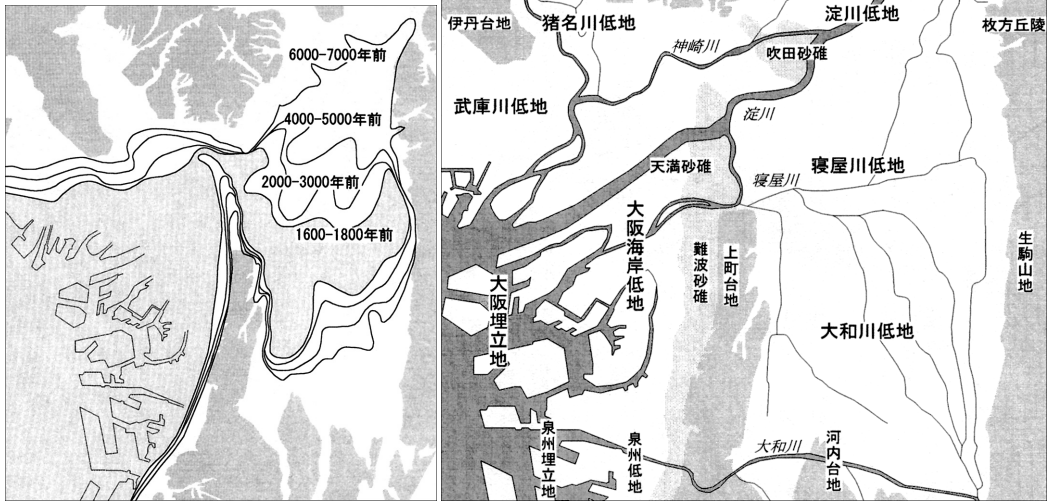 6000-7000年前
4000-5000年前
2000-3000年前
1600-1800年前
伊丹台地
猪名川低地
淀川低地
枚方丘陵
神崎川
吹田砂碓
武庫川低地
淀川
天満砂碓
寝屋川低地
寝屋川
大阪海岸低地
難波砂碓
上町台地
生駒山地
大阪埋立地
大和川低地
泉州埋立地
泉州低地
大和川
河内台地